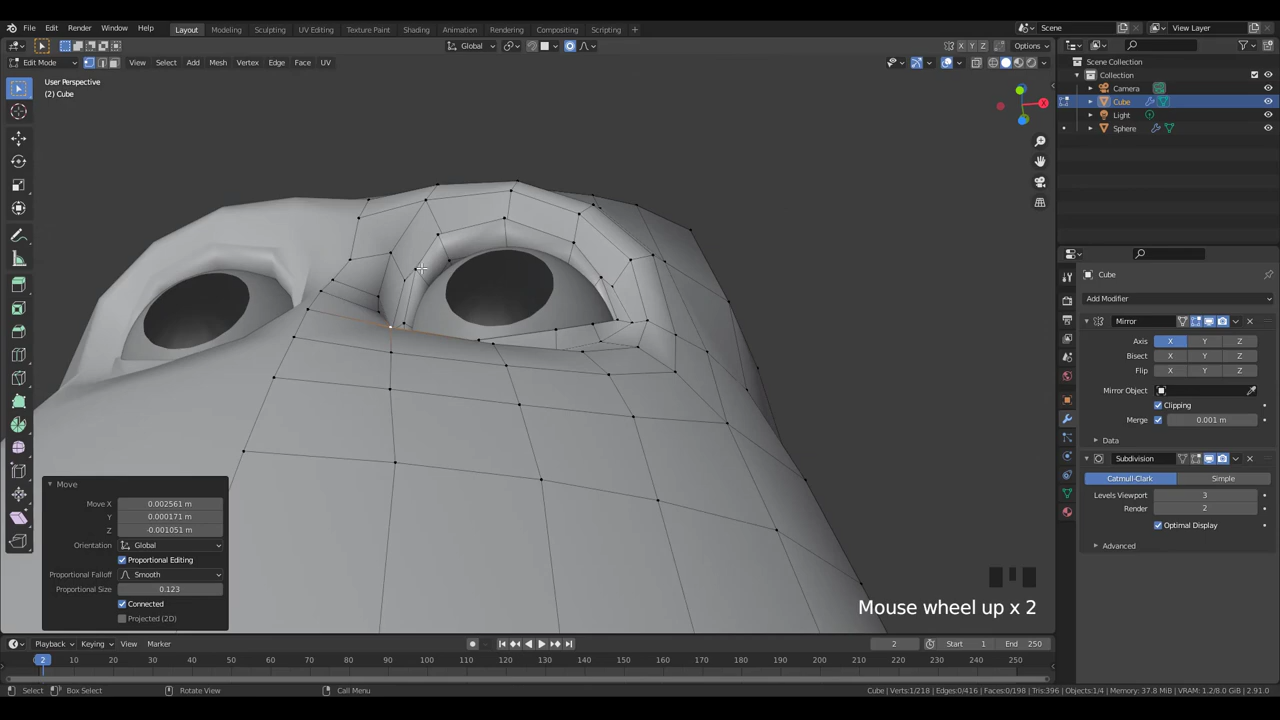 File Edit Render Window Help Layout Modeling Sculpting UV Editing Texture Paint Shading Animation Rendering Compositing Scripting + Scene View Layer
Global X Y Z Options
Edit Mode View Select Add Mesh Vertex Edge Face UV
User Perspective
(2) Cube
X
Scene Collection
Collection
Camera
Cube
Light
Sphere
Cube
Add Modifier
Mirror
Axis X Y Z
Bisect X Y Z
Flip X Y Z
Mirror Object
Clipping
Merge 0.001 m
Data
Subdivision
Catmull-Clark Simple
Levels Viewport 3
Render 2
Optimal Display
Advanced
Move
Move X 0.002561 m
Y 0.000171 m
Z -0.001051 m
Orientation Global
Proportional Editing
Proportional Falloff Smooth
Proportional Size 0.123
Connected
Projected (2D)
Mouse wheel up x 2
Playback Keying View Marker 2 Start 1 End 250
2 10 20 30 40 50 60 70 80 90 100 110 120 130 140 150 160 170 180 190 200 210 220 230 240 250
Select Box Select Rotate View Call Menu Cube | Verts:1/218 | Edges:0/416 | Faces:0/198 | Tris:396 | Objects:1/4 | Memory: 37.8 MiB | VRAM: 1.2/8.0 GiB | 2.91.0